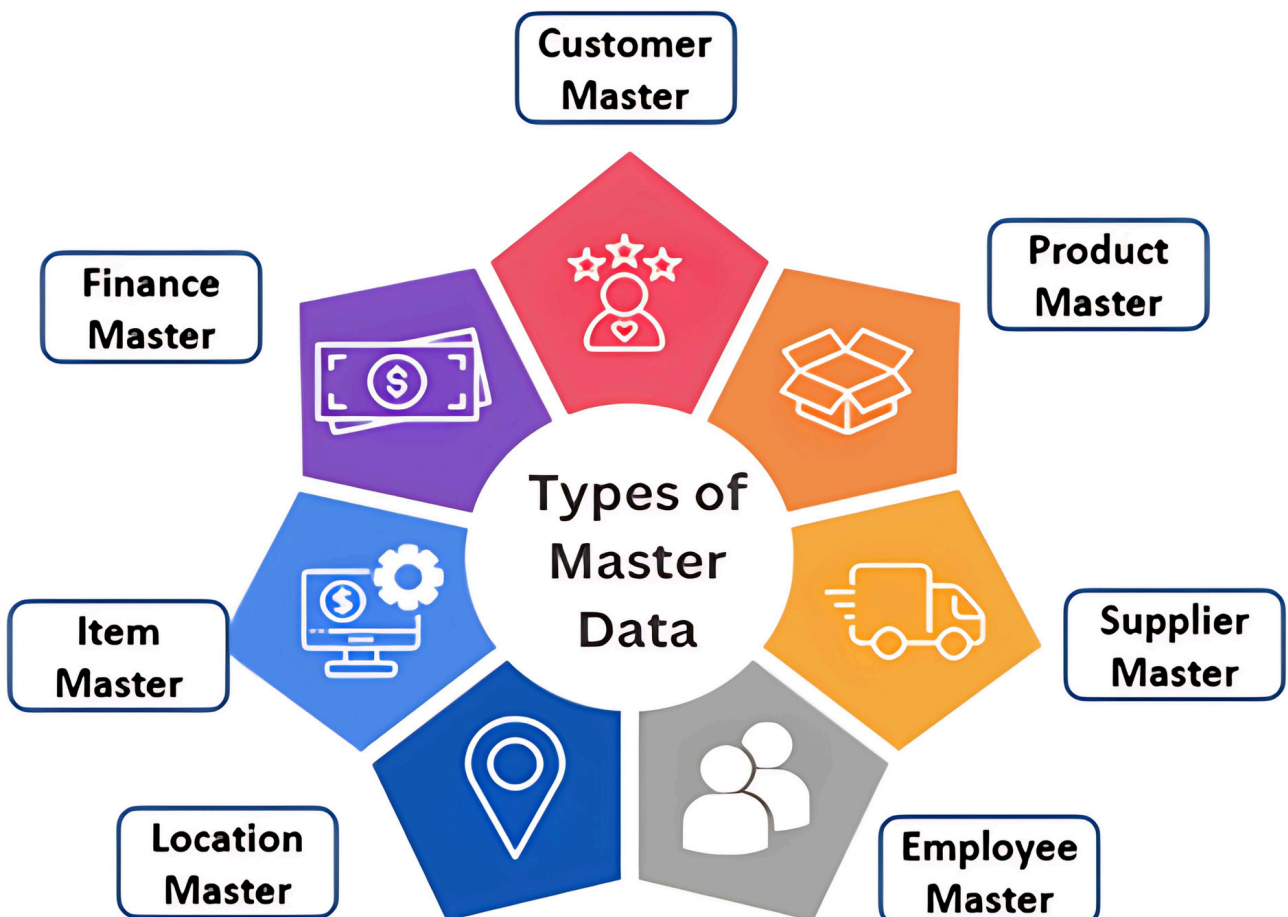 Customer
Master
Finance
Master
Product
Master
Types of
Master
Data
Item
Master
Supplier
Master
Location
Master
Employee
Master